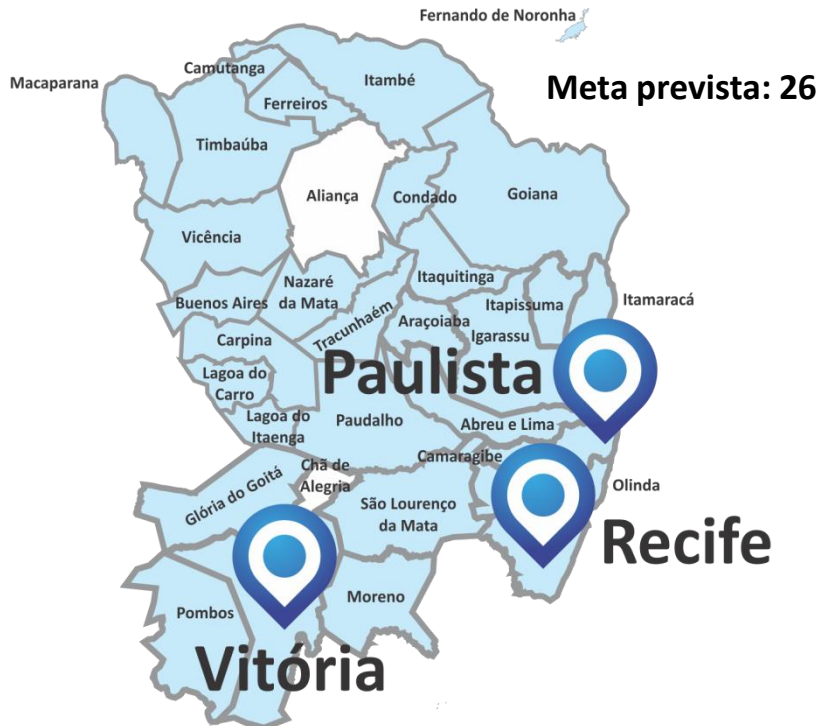 Fernando de Noronha
Meta prevista: 26
Camutanga
Itambé
Macaparana
Ferreiros
Timbaúba
Aliança
Condado
Goiana
Vicência
Itaquitinga
Nazaré
da Mata
Buenos Aires
Itapissuma
Itamaracá
Tracunhaém
Araçoiaba
Igarassu
Carpina
Paulista
Lagoa do
Carro
Lagoa do
Itaenga
Paudalho
Abreu e Lima
Camaragibe
Chã de
Alegria
Glória do Goitá
Olinda
São Lourenço
da Mata
Recife
Pombos
Moreno
Vitória